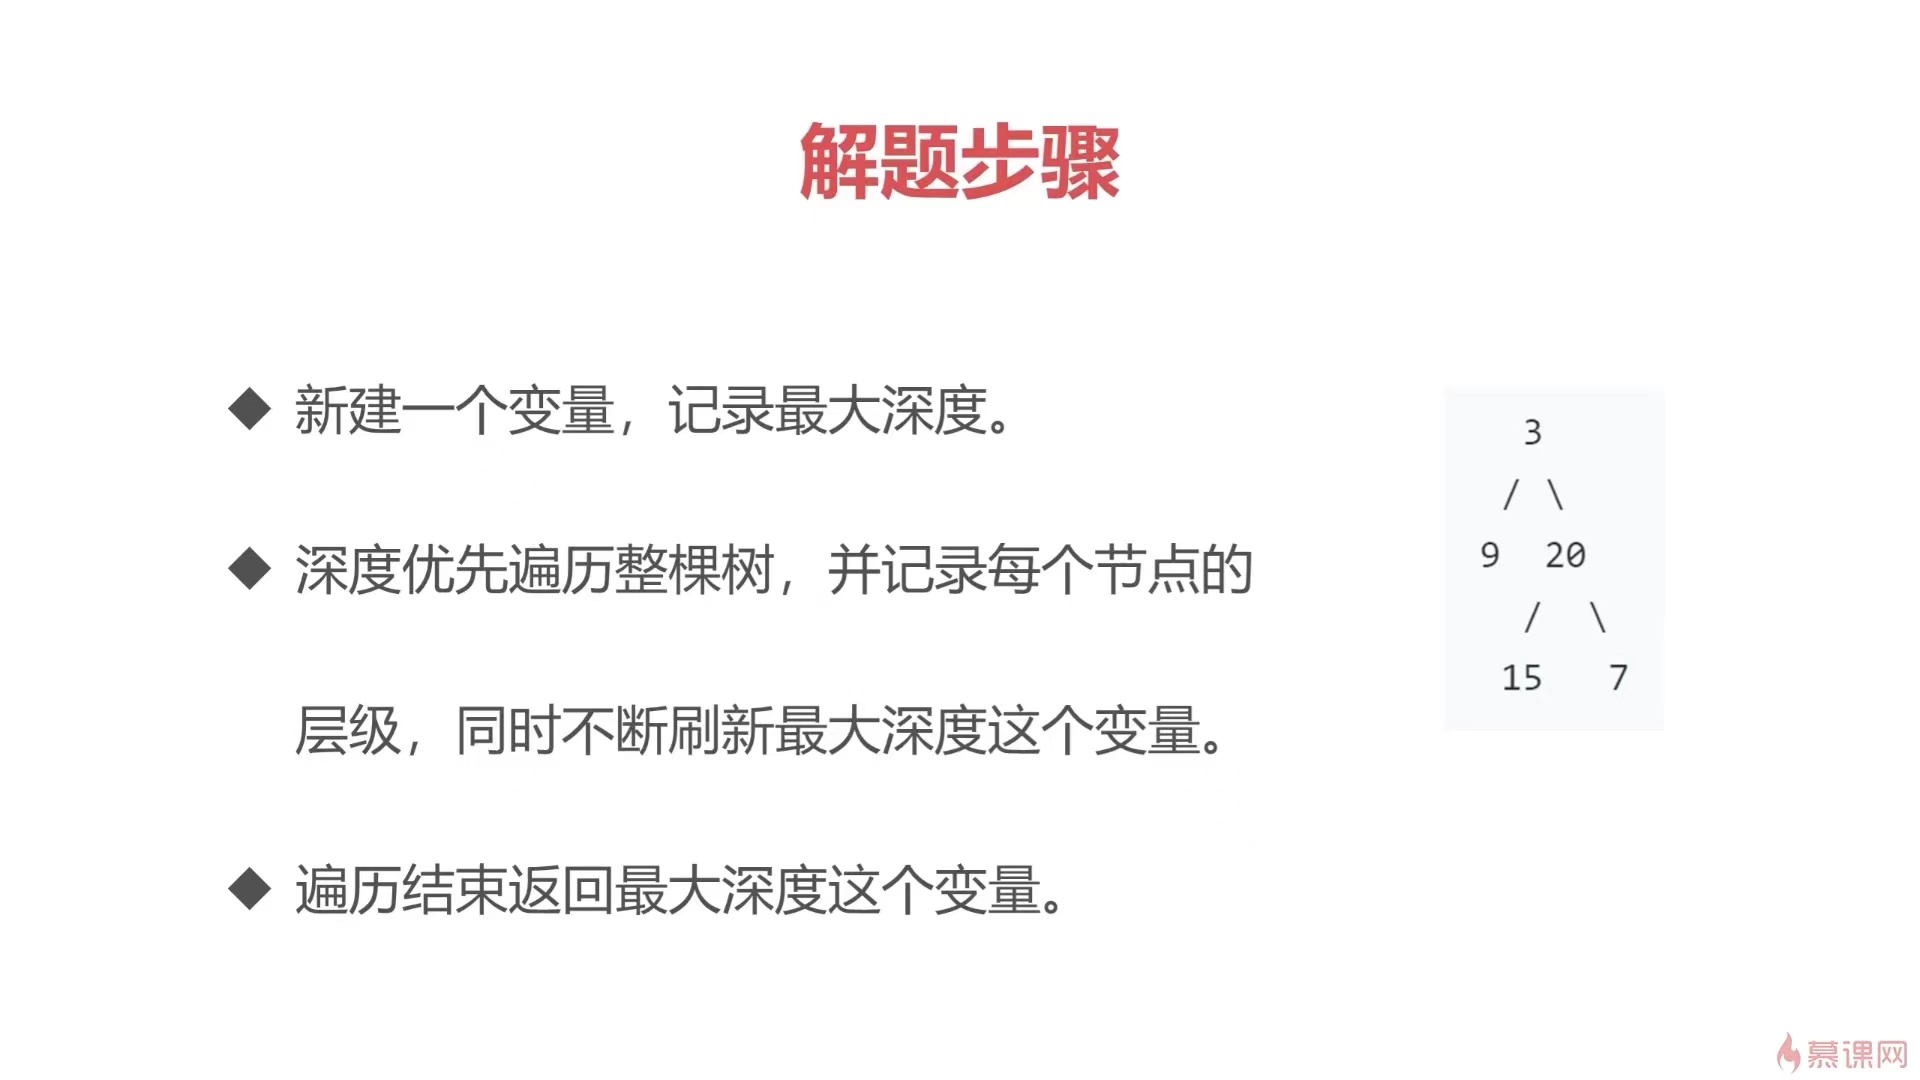 解题步骤
◆ 新建一个变量，记录最大深度。
◆ 深度优先遍历整棵树，并记录每个节点的
层级，同时不断刷新最大深度这个变量。
◆ 遍历结束返回最大深度这个变量。
3
/ \
9 20
/ \
15 7
慕课网